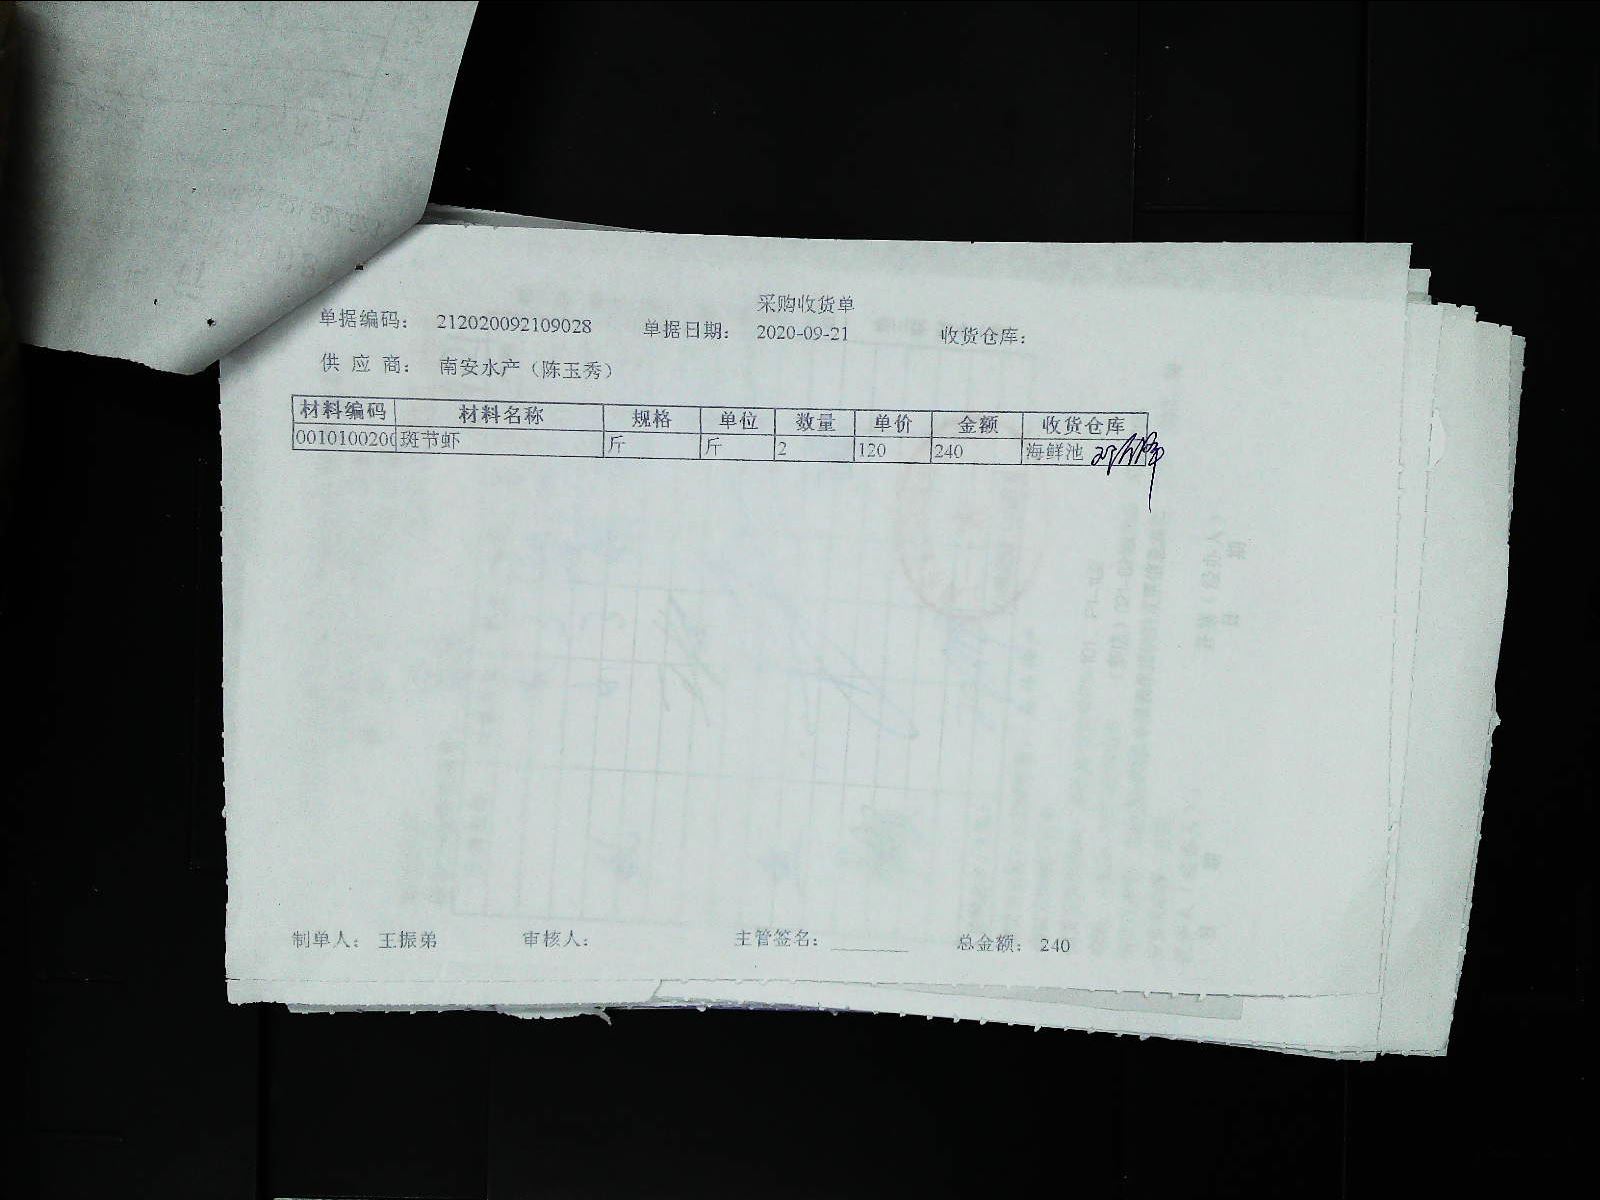 采购收货单
单据编码： 212020092109028 单据日期： 2020-09-21 收货仓库：
供 应 商： 南安水产（陈玉秀）
材料编码 材料名称 规格 单位 数量 单价 金额 收货仓库
0010100200 斑节虾 斤 斤 2 120 240 海鲜池
制单人： 王振弟 审核人： 主管签名：________ 总金额： 240